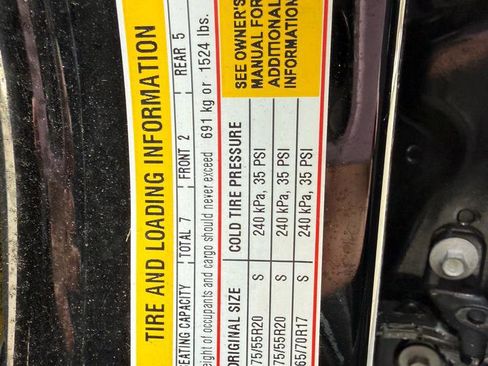 TIRE AND LOADING INFORMATION
EATING CAPACITY TOTAL 7 FRONT 2 REAR 5
eight of occupants and cargo should never exceed 691 kg or 1524 lbs.
ORIGINAL SIZE COLD TIRE PRESSURE
75/55R20 S 240 kPa, 35 PSI
75/55R20 S 240 kPa, 35 PSI
65/70R17 S 240 kPa, 35 PSI
SEE OWNER'S
MANUAL FOR
ADDITIONAL
INFORMATION